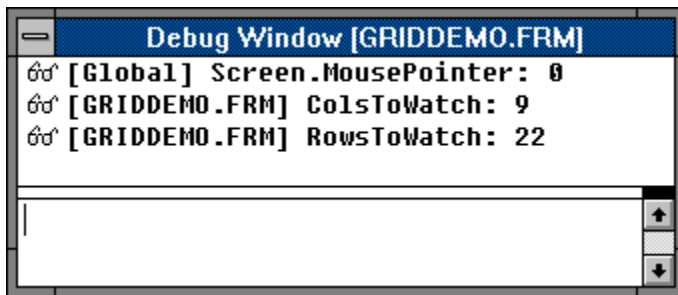 Debug Window [GRIDDEMO.FRM]
[Global] Screen.MousePointer: 0
[GRIDDEMO.FRM] ColsToWatch: 9
[GRIDDEMO.FRM] RowsToWatch: 22